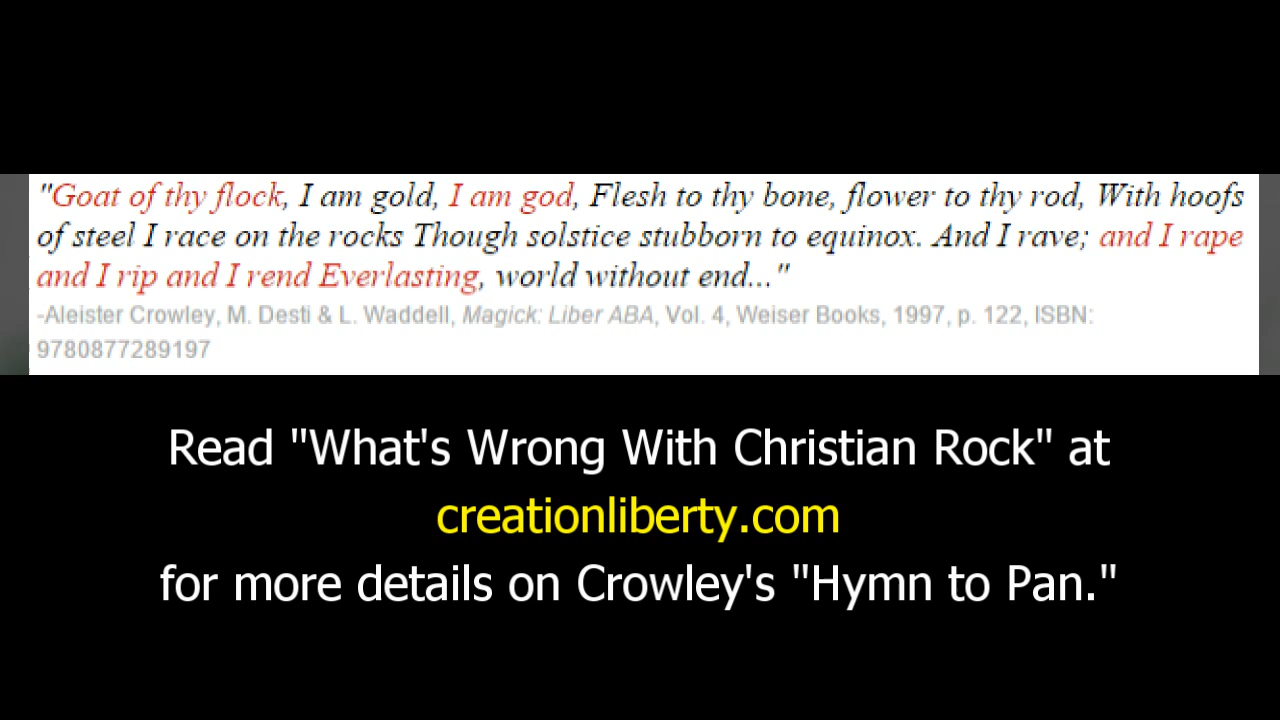 "Goat of thy flock, I am gold, I am god, Flesh to thy bone, flower to thy rod, With hoofs
of steel I race on the rocks Though solstice stubborn to equinox. And I rave; and I rape
and I rip and I rend Everlasting, world without end..."
-Aleister Crowley, M. Desti & L. Waddell, Magick: Liber ABA, Vol. 4, Weiser Books, 1997, p. 122, ISBN:
9780877289197
Read "What's Wrong With Christian Rock" at
creationliberty.com
for more details on Crowley's "Hymn to Pan."